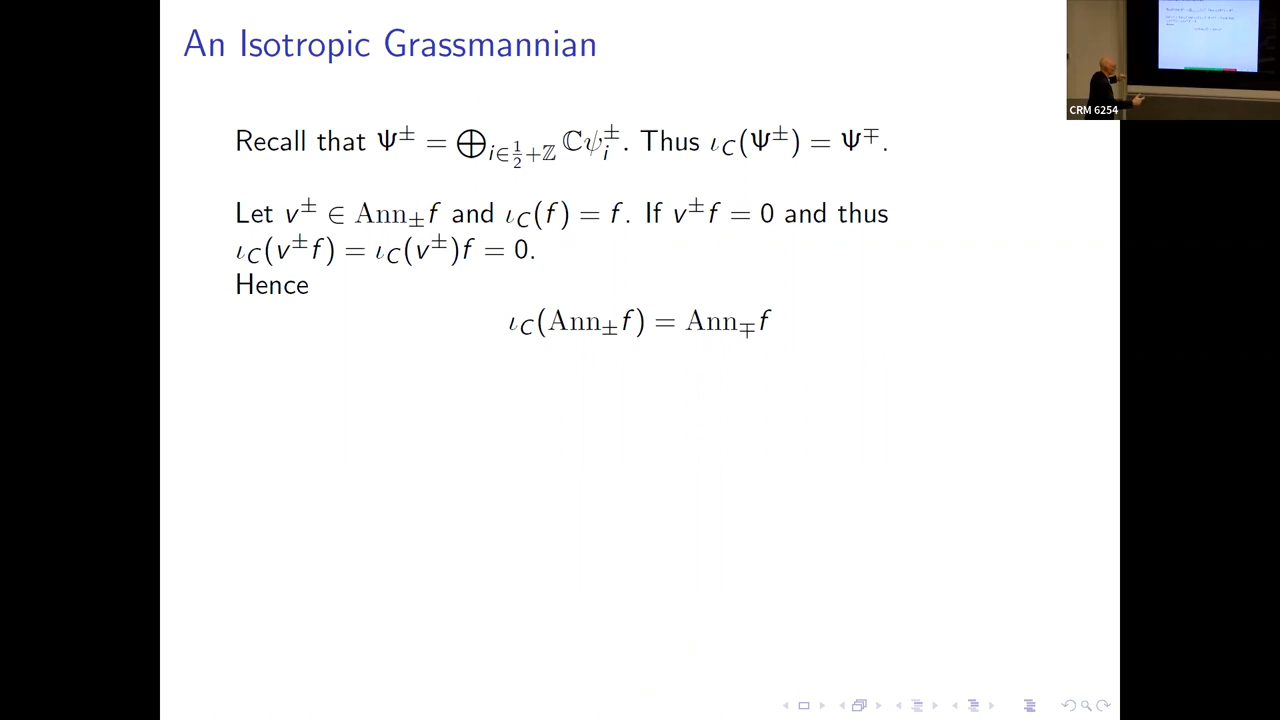 An Isotropic Grassmannian
CRM 6254
Recall that Ψ± = ⨁_{i∈½+ℤ} ℂψ_i^±. Thus ι_C(Ψ±) = Ψ∓.
Let v± ∈ Ann_± f and ι_C(f) = f. If v± f = 0 and thus
ι_C(v± f) = ι_C(v±)f = 0.
Hence
ι_C(Ann_± f) = Ann_∓ f